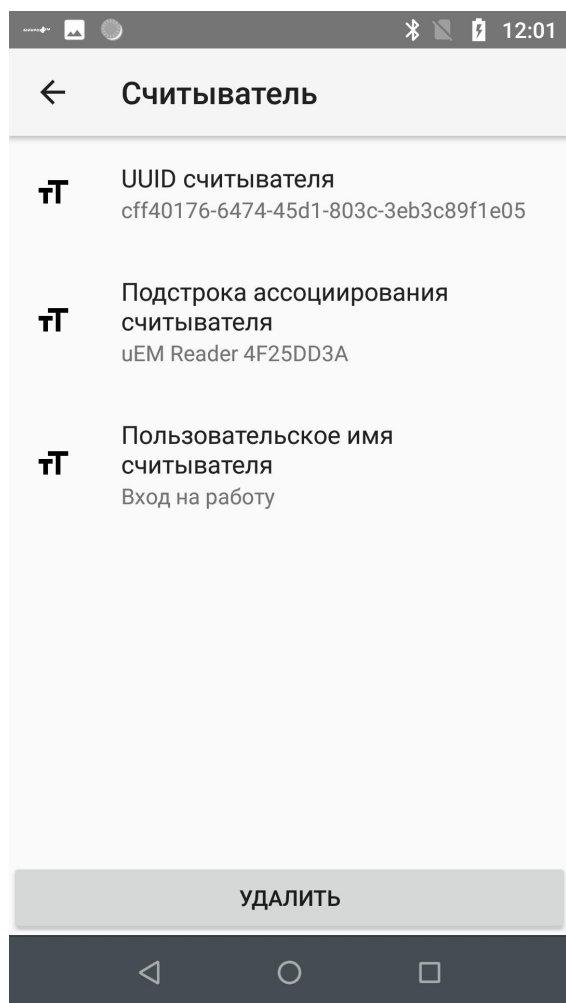 12:01
Считыватель
UUID считывателя
cff40176-6474-45d1-803c-3eb3c89f1e05
Подстрока ассоциирования
считывателя
uEM Reader 4F25DD3A
Пользовательское имя
считывателя
Вход на работу
УДАЛИТЬ